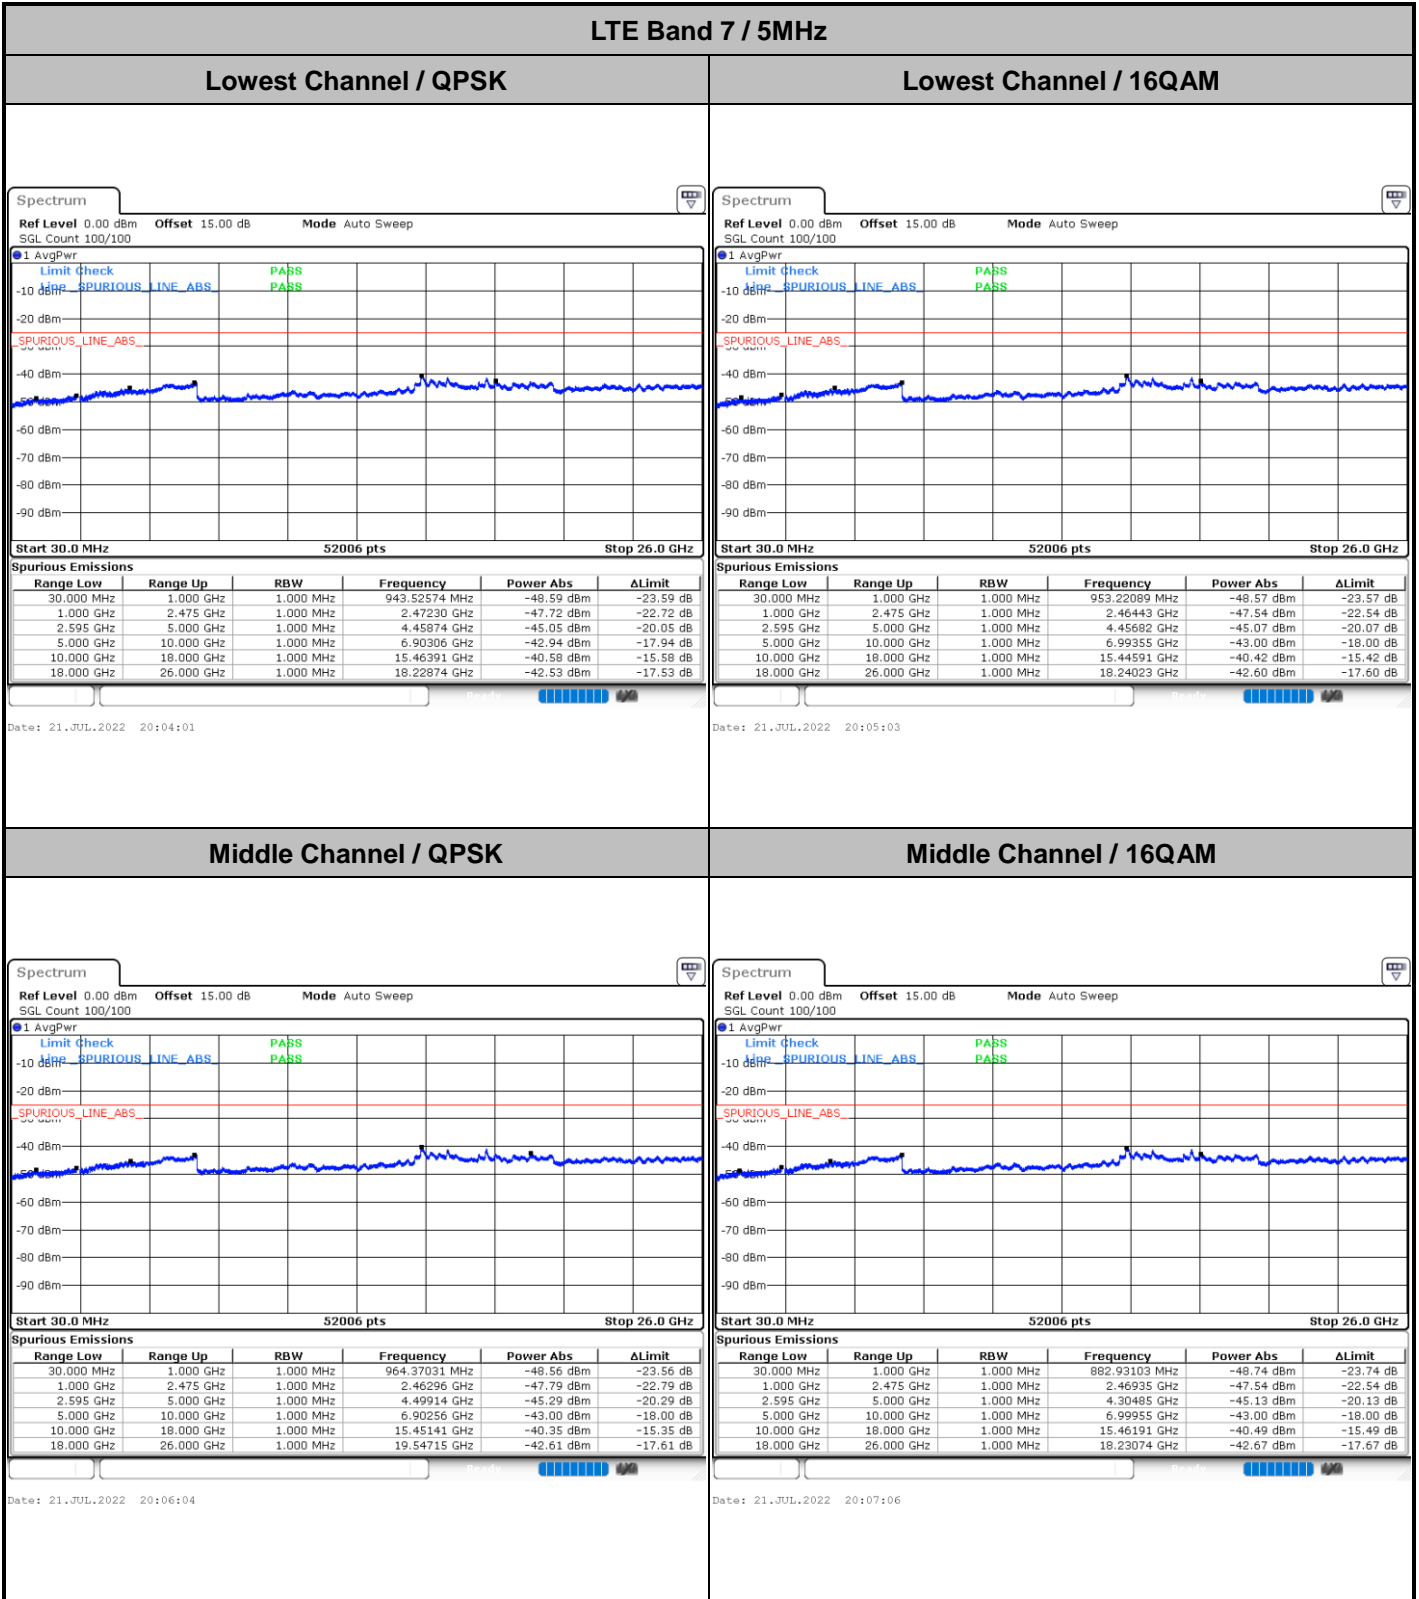 LTE Band 7 / 5MHz
Lowest Channel / QPSK
Spectrum
Ref Level 0.00 dBm Offset 15.00 dB Mode Auto Sweep
SGL Count 100/100
1 AvgPwr
Limit Check PASS
Line _SPURIOUS_LINE_ABS_ PASS
-10 dBm
-20 dBm
_SPURIOUS_LINE_ABS_
-30 dBm
-40 dBm
-50 dBm
-60 dBm
-70 dBm
-80 dBm
-90 dBm
Start 30.0 MHz 52006 pts Stop 26.0 GHz
Spurious Emissions
Range Low Range Up RBW Frequency Power Abs ΔLimit
30.000 MHz 1.000 GHz 1.000 MHz 943.52574 MHz -48.59 dBm -23.59 dB
1.000 GHz 2.475 GHz 1.000 MHz 2.47230 GHz -47.72 dBm -22.72 dB
2.595 GHz 5.000 GHz 1.000 MHz 4.45874 GHz -45.05 dBm -20.05 dB
5.000 GHz 10.000 GHz 1.000 MHz 6.90306 GHz -42.94 dBm -17.94 dB
10.000 GHz 18.000 GHz 1.000 MHz 15.46391 GHz -40.58 dBm -15.58 dB
18.000 GHz 26.000 GHz 1.000 MHz 18.22874 GHz -42.53 dBm -17.53 dB
Ready
Date: 21.JUL.2022 20:04:01
Lowest Channel / 16QAM
Spectrum
Ref Level 0.00 dBm Offset 15.00 dB Mode Auto Sweep
SGL Count 100/100
1 AvgPwr
Limit Check PASS
Line _SPURIOUS_LINE_ABS_ PASS
-10 dBm
-20 dBm
_SPURIOUS_LINE_ABS_
-30 dBm
-40 dBm
-50 dBm
-60 dBm
-70 dBm
-80 dBm
-90 dBm
Start 30.0 MHz 52006 pts Stop 26.0 GHz
Spurious Emissions
Range Low Range Up RBW Frequency Power Abs ΔLimit
30.000 MHz 1.000 GHz 1.000 MHz 953.22089 MHz -48.57 dBm -23.57 dB
1.000 GHz 2.475 GHz 1.000 MHz 2.46443 GHz -47.54 dBm -22.54 dB
2.595 GHz 5.000 GHz 1.000 MHz 4.45682 GHz -45.07 dBm -20.07 dB
5.000 GHz 10.000 GHz 1.000 MHz 6.99355 GHz -43.00 dBm -18.00 dB
10.000 GHz 18.000 GHz 1.000 MHz 15.44591 GHz -40.42 dBm -15.42 dB
18.000 GHz 26.000 GHz 1.000 MHz 18.24023 GHz -42.60 dBm -17.60 dB
Ready
Date: 21.JUL.2022 20:05:03
Middle Channel / QPSK
Spectrum
Ref Level 0.00 dBm Offset 15.00 dB Mode Auto Sweep
SGL Count 100/100
1 AvgPwr
Limit Check PASS
Line _SPURIOUS_LINE_ABS_ PASS
-10 dBm
-20 dBm
_SPURIOUS_LINE_ABS_
-30 dBm
-40 dBm
-50 dBm
-60 dBm
-70 dBm
-80 dBm
-90 dBm
Start 30.0 MHz 52006 pts Stop 26.0 GHz
Spurious Emissions
Range Low Range Up RBW Frequency Power Abs ΔLimit
30.000 MHz 1.000 GHz 1.000 MHz 964.37031 MHz -48.56 dBm -23.56 dB
1.000 GHz 2.475 GHz 1.000 MHz 2.46296 GHz -47.79 dBm -22.79 dB
2.595 GHz 5.000 GHz 1.000 MHz 4.49914 GHz -45.29 dBm -20.29 dB
5.000 GHz 10.000 GHz 1.000 MHz 6.90256 GHz -43.00 dBm -18.00 dB
10.000 GHz 18.000 GHz 1.000 MHz 15.45141 GHz -40.35 dBm -15.35 dB
18.000 GHz 26.000 GHz 1.000 MHz 19.54715 GHz -42.61 dBm -17.61 dB
Ready
Date: 21.JUL.2022 20:06:04
Middle Channel / 16QAM
Spectrum
Ref Level 0.00 dBm Offset 15.00 dB Mode Auto Sweep
SGL Count 100/100
1 AvgPwr
Limit Check PASS
Line _SPURIOUS_LINE_ABS_ PASS
-10 dBm
-20 dBm
_SPURIOUS_LINE_ABS_
-30 dBm
-40 dBm
-50 dBm
-60 dBm
-70 dBm
-80 dBm
-90 dBm
Start 30.0 MHz 52006 pts Stop 26.0 GHz
Spurious Emissions
Range Low Range Up RBW Frequency Power Abs ΔLimit
30.000 MHz 1.000 GHz 1.000 MHz 882.93103 MHz -48.74 dBm -23.74 dB
1.000 GHz 2.475 GHz 1.000 MHz 2.46935 GHz -47.54 dBm -22.54 dB
2.595 GHz 5.000 GHz 1.000 MHz 4.30485 GHz -45.13 dBm -20.13 dB
5.000 GHz 10.000 GHz 1.000 MHz 6.99955 GHz -43.00 dBm -18.00 dB
10.000 GHz 18.000 GHz 1.000 MHz 15.46191 GHz -40.49 dBm -15.49 dB
18.000 GHz 26.000 GHz 1.000 MHz 18.23074 GHz -42.67 dBm -17.67 dB
Ready
Date: 21.JUL.2022 20:07:06